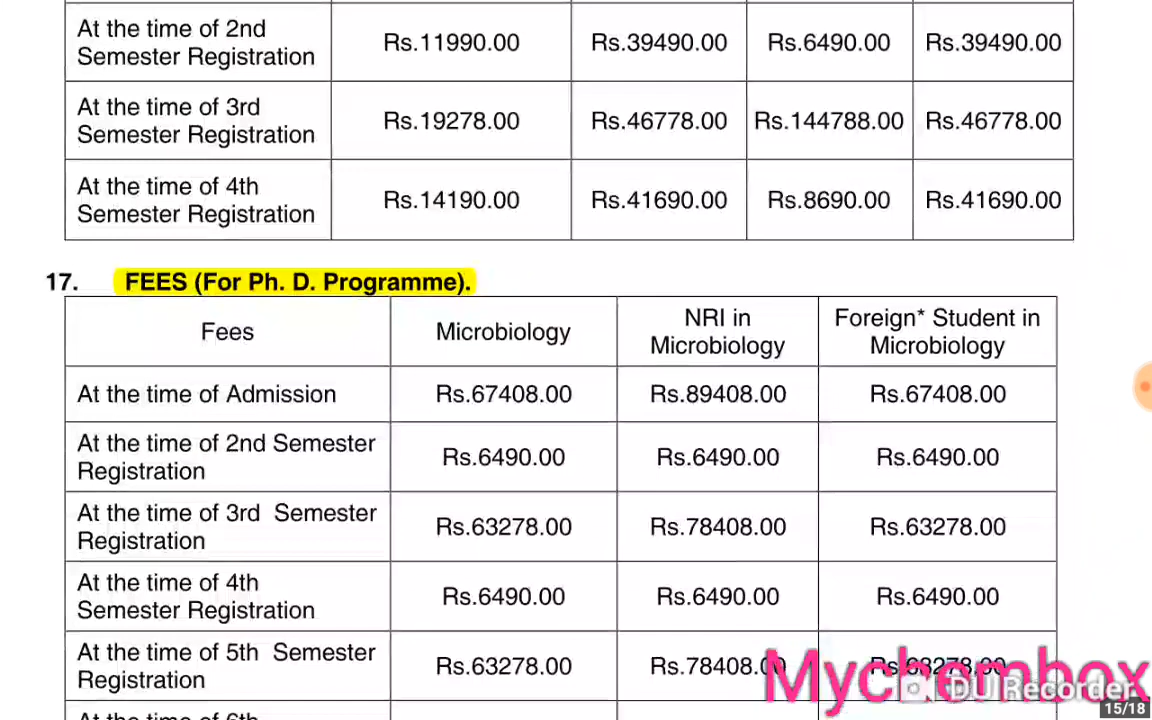 At the time of 2nd
Semester Registration
Rs.11990.00 Rs.39490.00 Rs.6490.00 Rs.39490.00
At the time of 3rd
Semester Registration
Rs.19278.00 Rs.46778.00 Rs.144788.00 Rs.46778.00
At the time of 4th
Semester Registration
Rs.14190.00 Rs.41690.00 Rs.8690.00 Rs.41690.00
17. FEES (For Ph. D. Programme).
Fees Microbiology
NRI in
Microbiology
Foreign* Student in
Microbiology
At the time of Admission Rs.67408.00 Rs.89408.00 Rs.67408.00
At the time of 2nd Semester
Registration
Rs.6490.00 Rs.6490.00 Rs.6490.00
At the time of 3rd Semester
Registration
Rs.63278.00 Rs.78408.00 Rs.63278.00
At the time of 4th
Semester Registration
Rs.6490.00 Rs.6490.00 Rs.6490.00
At the time of 5th Semester
Registration
Rs.63278.00 Rs.78408.00
Mychembox
DU Recorder
15/18
At the time of 6th